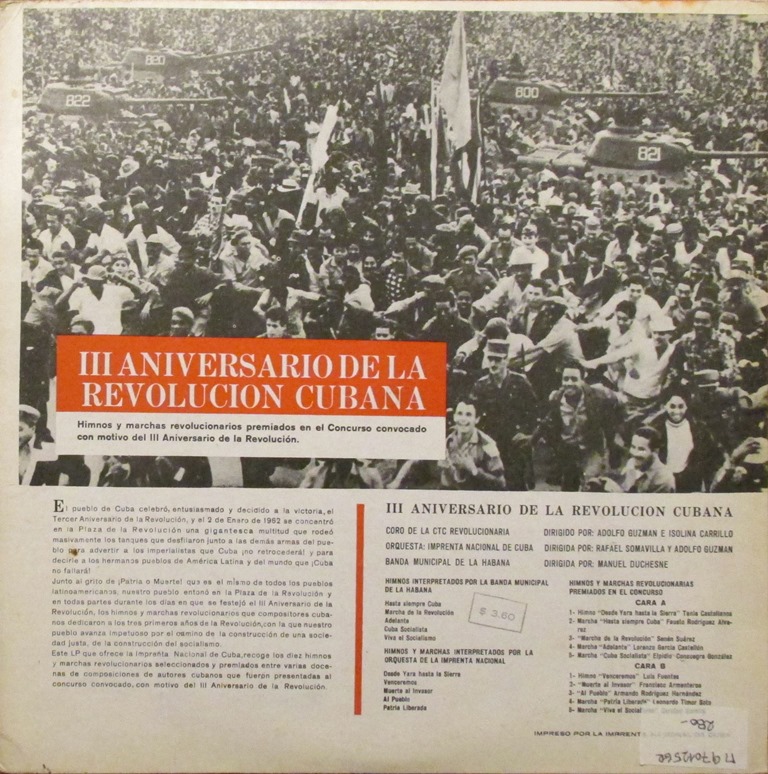 880
822
800
821
III ANIVERSARIO DE LA
REVOLUCION CUBANA
Himnos y marchas revolucionarios premiados en el Concurso convocado
con motivo del III Aniversario de la Revolución.
El pueblo de Cuba celebró, entusiasmado y decidido a la victoria, el
Tercer Aniversario de la Revolución, y el 2 de Enero de 1962 se concentró
en la Plaza de la Revolución una gigantesca multitud que rodeó
masivamente los tanques que desfilaron junto a las demás armas del pue-
blo para advertir a los imperialistas que Cuba ¡no retrocederá! y para
decirle a los hermanos pueblos de América Latina y del mundo que ¡Cuba
no fallará!
Junto al grito de ¡Patria o Muerte! que es el mismo de todos los pueblos
latinoamericanos, nuestro pueblo entonó en la Plaza de la Revolución y
en todas partes durante los días en que se festejó el III Aniversario de la
Revolución, los himnos y marchas revolucionarios que compositores cuba-
nos dedicaron a los tres primeros años de la Revolución, con la que nuestro
pueblo avanza impetuoso por el camino de la construcción de una socie-
dad justa, de la construcción del socialismo.
Este LP que ofrece la Imprenta Nacional de Cuba, recoge los diez himnos
y marchas revolucionarios seleccionados y premiados entre varias doce-
nas de composiciones de autores cubanos que fueron presentadas al
concurso convocado, con motivo del III Aniversario de la Revolución.
III ANIVERSARIO DE LA REVOLUCION CUBANA
CORO DE LA CTC REVOLUCIONARIA DIRIGIDO POR: ADOLFO GUZMAN E ISOLINA CARRILLO
ORQUESTA: IMPRENTA NACIONAL DE CUBA DIRIGIDA POR: RAFAEL SOMAVILLA Y ADOLFO GUZMAN
BANDA MUNICIPAL DE LA HABANA DIRIGIDA POR: MANUEL DUCHESNE
HIMNOS INTERPRETADOS POR LA BANDA MUNICIPAL
DE LA HABANA
Hasta siempre Cuba
Marcha de la Revolución
Adelante
Cuba Socialista
Viva el Socialismo
$ 3.60
HIMNOS Y MARCHAS INTERPRETADOS POR LA
ORQUESTA DE LA IMPRENTA NACIONAL
Desde Yara hasta la Sierra
Venceremos
Muerte al Invasor
Al Pueblo
Patria Liberada
HIMNOS Y MARCHAS REVOLUCIONARIAS
PREMIADOS EN EL CONCURSO
CARA A
1- Himno "Desde Yara hasta la Sierra" Tania Castellanos
2- Marcha "Hasta siempre Cuba" Fausto Rodríguez Alva-
rez
3- "Marcha de la Revolución" Senén Suárez
4- Marcha "Adelante" Lorenzo García Castellón
5- Marcha "Cuba Socialista" Elpidio Consuegra González
CARA B
1- Himno "Venceremos" Luis Fuentes
2- "Muerte al Invasor" Francisco Armenteros
3- "Al Pueblo" Armando Rodríguez Hernández
4- Marcha "Patria Liberada" Leonardo Timor
5- Marcha "Viva el
IMPRESO POR LA IMPRENTA NACIONAL DE CUBA
280-